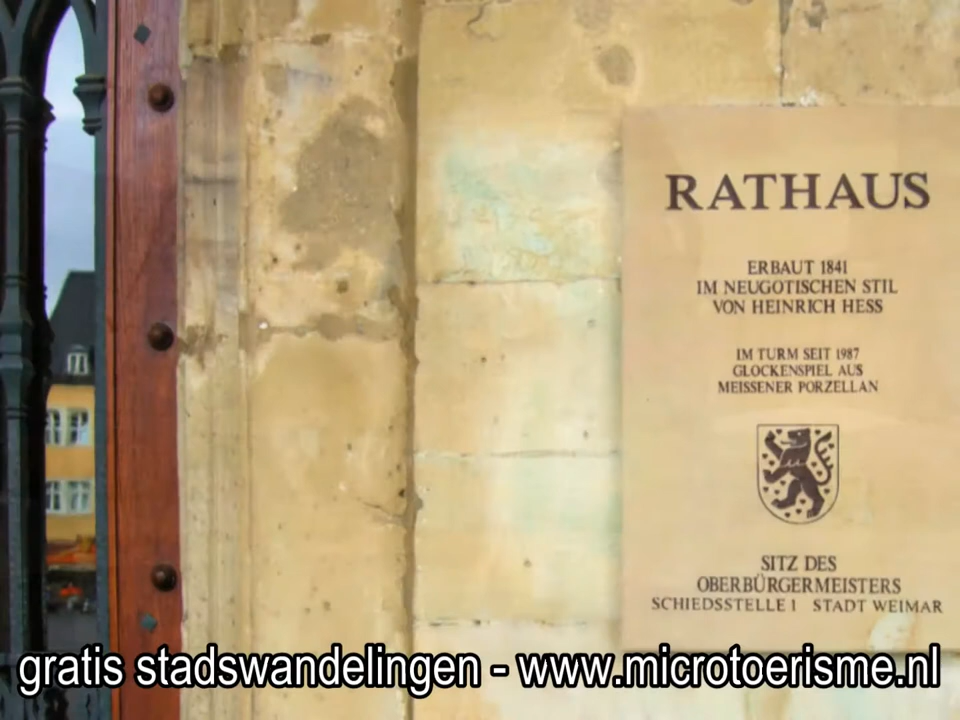 RATHAUS
ERBAUT 1841
IM NEUGOTISCHEN STIL
VON HEINRICH HESS
IM TURM SEIT 1987
GLOCKENSPIEL AUS
MEISSENER PORZELLAN
SITZ DES
OBERBÜRGERMEISTERS
SCHIEDSSTELLE 1 STADT WEIMAR
gratis stadswandelingen - www.microtoerisme.nl